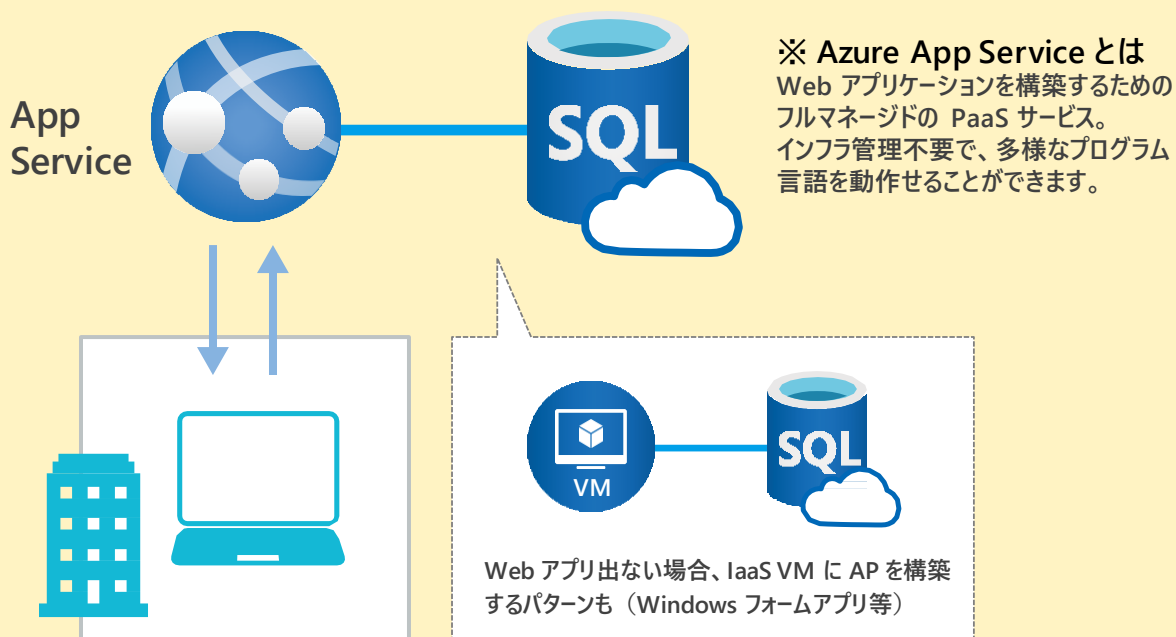 App
Service
SQL
※ Azure App Service とは
Web アプリケーションを構築するための
フルマネージドの PaaS サービス。
インフラ管理不要で、多様なプログラム
言語を動作せることができます。
VM
SQL
Web アプリ出ない場合、IaaS VM に AP を構築
するパターンも（Windows フォームアプリ等）